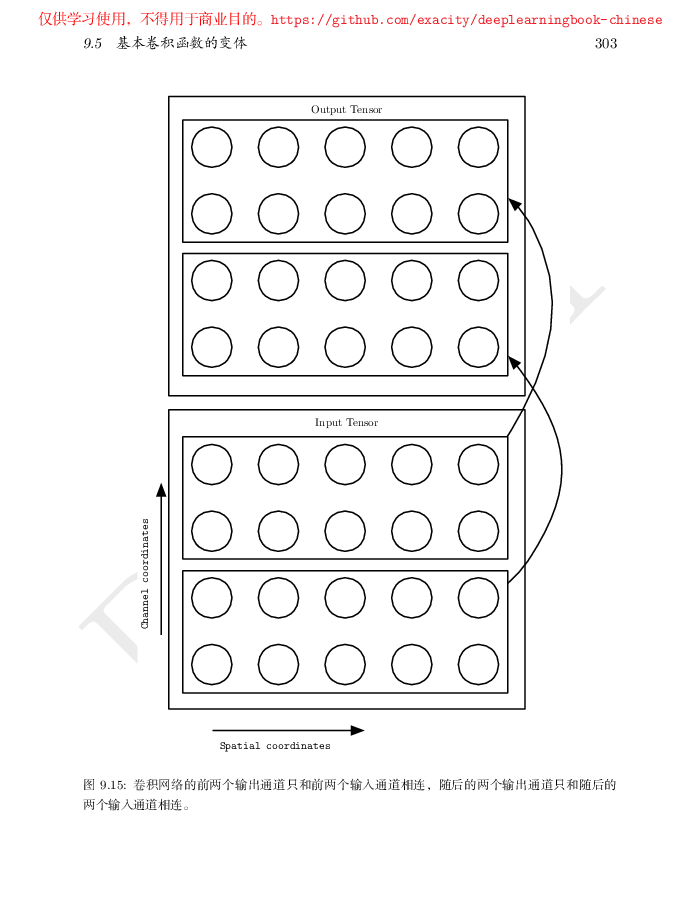 仅供学习使用，不得用于商业目的。https://github.com/exacity/deeplearningbook-chinese
9.5 基本卷积函数的变体 303
Output Tensor
Input Tensor
Channel coordinates
Spatial coordinates
图 9.15: 卷积网络的前两个输出通道只和前两个输入通道相连，随后的两个输出通道只和随后的
两个输入通道相连。